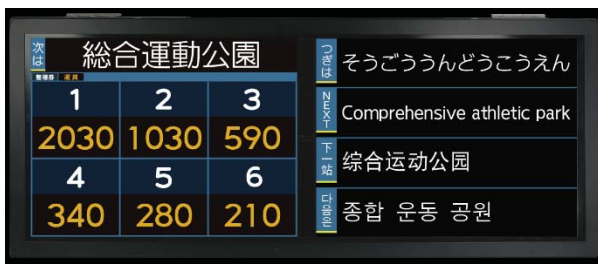 次は 総合運動公園
整理券 運賃
1 2 3
2030 1030 590
4 5 6
340 280 210
つぎは そうごううんどうこうえん
NEXT Comprehensive athletic park
下一站 综合运动公园
다음은 종합 운동 공원